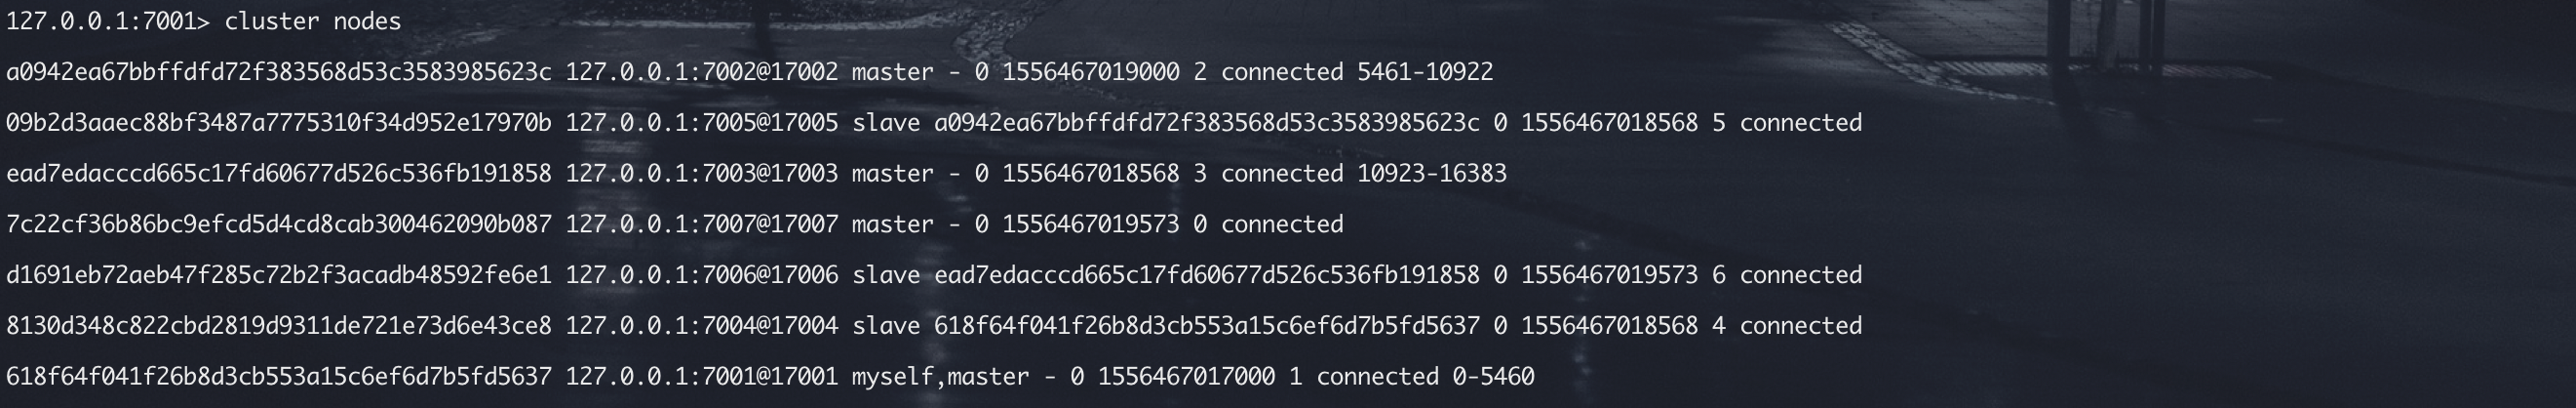 127.0.0.1:7001> cluster nodes
a0942ea67bbffdfd72f383568d53c3583985623c 127.0.0.1:7002@17002 master - 0 1556467019000 2 connected 5461-10922
09b2d3aaec88bf3487a7775310f34d952e17970b 127.0.0.1:7005@17005 slave a0942ea67bbffdfd72f383568d53c3583985623c 0 1556467018568 5 connected
ead7edacccd665c17fd60677d526c536fb191858 127.0.0.1:7003@17003 master - 0 1556467018568 3 connected 10923-16383
7c22cf36b86bc9efcd5d4cd8cab300462090b087 127.0.0.1:7007@17007 master - 0 1556467019573 0 connected
d1691eb72aeb47f285c72b2f3acadb48592fe6e1 127.0.0.1:7006@17006 slave ead7edacccd665c17fd60677d526c536fb191858 0 1556467019573 6 connected
8130d348c822cbd2819d9311de721e73d6e43ce8 127.0.0.1:7004@17004 slave 618f64f041f26b8d3cb553a15c6ef6d7b5fd5637 0 1556467018568 4 connected
618f64f041f26b8d3cb553a15c6ef6d7b5fd5637 127.0.0.1:7001@17001 myself,master - 0 1556467017000 1 connected 0-5460